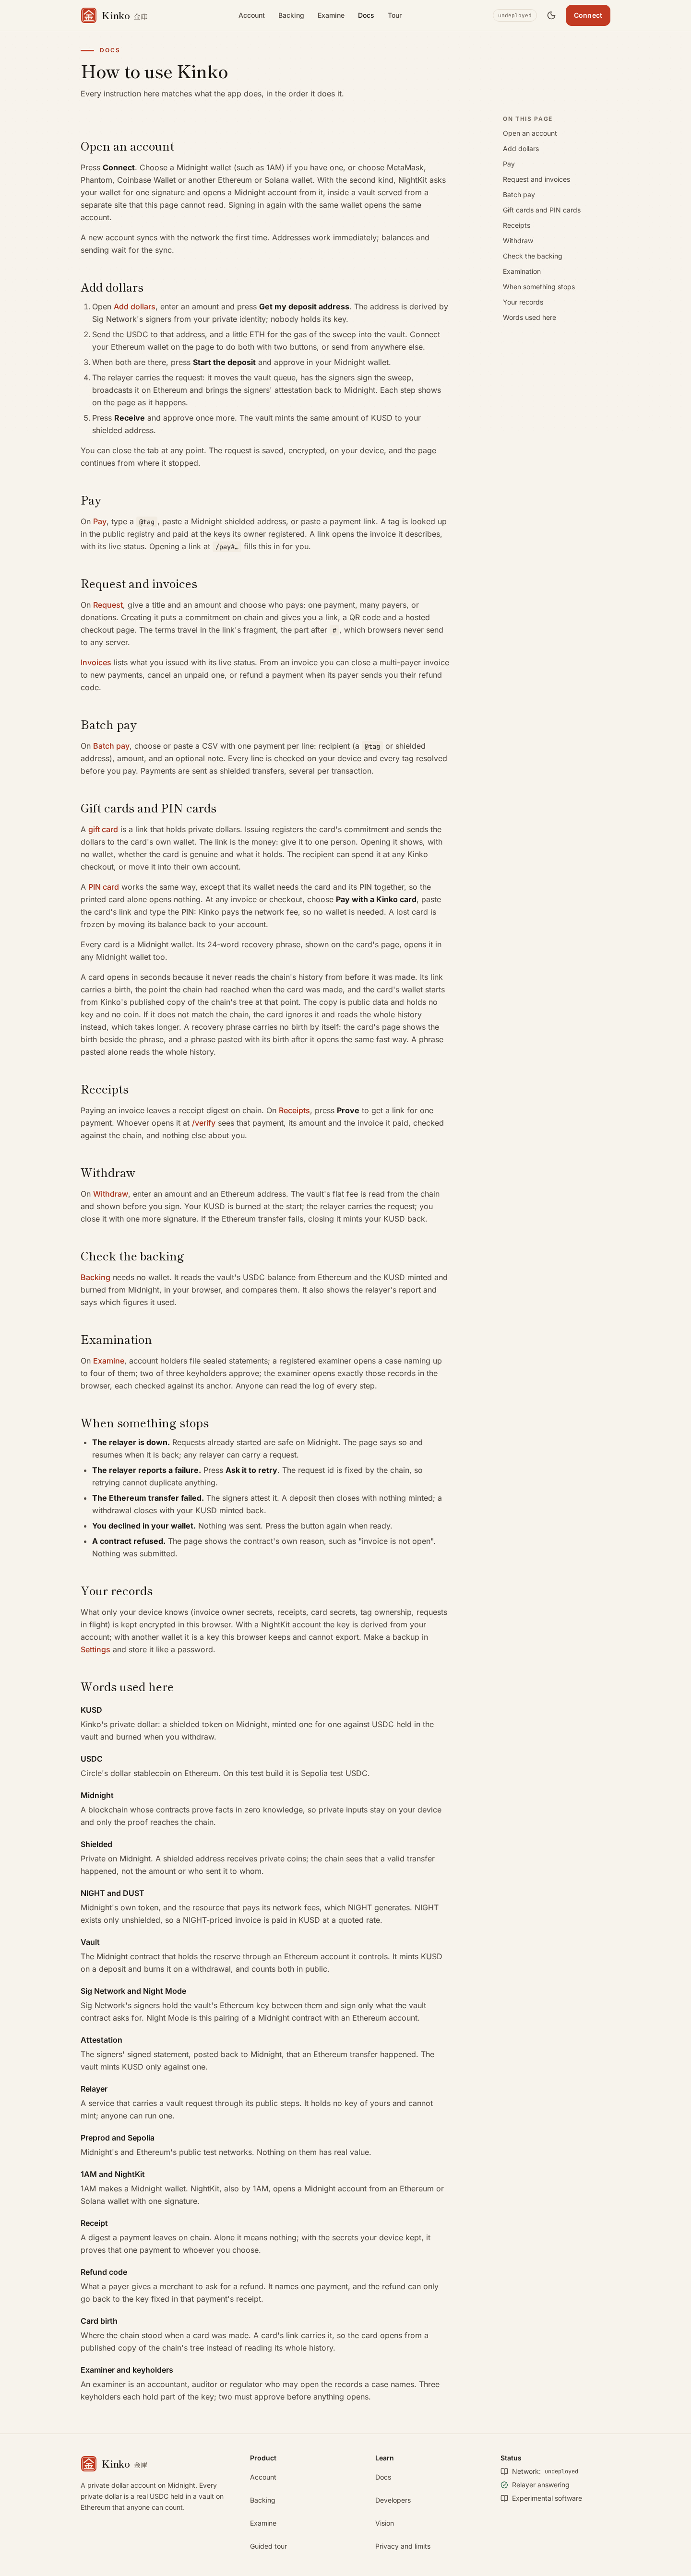 Kinko 金庫
Account Backing Examine Docs Tour
undeployed
Connect
DOCS
How to use Kinko
Every instruction here matches what the app does, in the order it does it.
ON THIS PAGE
Open an account
Add dollars
Pay
Request and invoices
Batch pay
Gift cards and PIN cards
Receipts
Withdraw
Check the backing
Examination
When something stops
Your records
Words used here
Open an account
Press Connect. Choose a Midnight wallet (such as 1AM) if you have one, or choose MetaMask,
Phantom, Coinbase Wallet or another Ethereum or Solana wallet. With the second kind, NightKit asks
your wallet for one signature and opens a Midnight account from it, inside a vault served from a
separate site that this page cannot read. Signing in again with the same wallet opens the same
account.
A new account syncs with the network the first time. Addresses work immediately; balances and
sending wait for the sync.
Add dollars
1. Open Add dollars, enter an amount and press Get my deposit address. The address is derived by
Sig Network's signers from your private identity; nobody holds its key.
2. Send the USDC to that address, and a little ETH for the gas of the sweep into the vault. Connect
your Ethereum wallet on the page to do both with two buttons, or send from anywhere else.
3. When both are there, press Start the deposit and approve in your Midnight wallet.
4. The relayer carries the request: it moves the vault queue, has the signers sign the sweep,
broadcasts it on Ethereum and brings the signers' attestation back to Midnight. Each step shows
on the page as it happens.
5. Press Receive and approve once more. The vault mints the same amount of KUSD to your
shielded address.
You can close the tab at any point. The request is saved, encrypted, on your device, and the page
continues from where it stopped.
Pay
On Pay, type a @tag, paste a Midnight shielded address, or paste a payment link. A tag is looked up
in the public registry and paid at the keys its owner registered. A link opens the invoice it describes,
with its live status. Opening a link at /pay#… fills this in for you.
Request and invoices
On Request, give a title and an amount and choose who pays: one payment, many payers, or
donations. Creating it puts a commitment on chain and gives you a link, a QR code and a hosted
checkout page. The terms travel in the link's fragment, the part after #, which browsers never send
to any server.
Invoices lists what you issued with its live status. From an invoice you can close a multi-payer invoice
to new payments, cancel an unpaid one, or refund a payment when its payer sends you their refund
code.
Batch pay
On Batch pay, choose or paste a CSV with one payment per line: recipient (a @tag or shielded
address), amount, and an optional note. Every line is checked on your device and every tag resolved
before you pay. Payments are sent as shielded transfers, several per transaction.
Gift cards and PIN cards
A gift card is a link that holds private dollars. Issuing registers the card's commitment and sends the
dollars to the card's own wallet. The link is the money: give it to one person. Opening it shows, with
no wallet, whether the card is genuine and what it holds. The recipient can spend it at any Kinko
checkout, or move it into their own account.
A PIN card works the same way, except that its wallet needs the card and its PIN together, so the
printed card alone opens nothing. At any invoice or checkout, choose Pay with a Kinko card, paste
the card's link and type the PIN: Kinko pays the network fee, so no wallet is needed. A lost card is
frozen by moving its balance back to your account.
Every card is a Midnight wallet. Its 24-word recovery phrase, shown on the card's page, opens it in
any Midnight wallet too.
A card opens in seconds because it never reads the chain's history from before it was made. Its link
carries a birth, the point the chain had reached when the card was made, and the card's wallet starts
from Kinko's published copy of the chain's tree at that point. The copy is public data and holds no
key and no coin. If it does not match the chain, the card ignores it and reads the whole history
instead, which takes longer. A recovery phrase carries no birth by itself: the card's page shows the
birth beside the phrase, and a phrase pasted with its birth after it opens the same fast way. A phrase
pasted alone reads the whole history.
Receipts
Paying an invoice leaves a receipt digest on chain. On Receipts, press Prove to get a link for one
payment. Whoever opens it at /verify sees that payment, its amount and the invoice it paid, checked
against the chain, and nothing else about you.
Withdraw
On Withdraw, enter an amount and an Ethereum address. The vault's flat fee is read from the chain
and shown before you sign. Your KUSD is burned at the start; the relayer carries the request; you
close it with one more signature. If the Ethereum transfer fails, closing it mints your KUSD back.
Check the backing
Backing needs no wallet. It reads the vault's USDC balance from Ethereum and the KUSD minted and
burned from Midnight, in your browser, and compares them. It also shows the relayer's report and
says which figures it used.
Examination
On Examine, account holders file sealed statements; a registered examiner opens a case naming up
to four of them; two of three keyholders approve; the examiner opens exactly those records in the
browser, each checked against its anchor. Anyone can read the log of every step.
When something stops
• The relayer is down. Requests already started are safe on Midnight. The page says so and
resumes when it is back; any relayer can carry a request.
• The relayer reports a failure. Press Ask it to retry. The request id is fixed by the chain, so
retrying cannot duplicate anything.
• The Ethereum transfer failed. The signers attest it. A deposit then closes with nothing minted; a
withdrawal closes with your KUSD minted back.
• You declined in your wallet. Nothing was sent. Press the button again when ready.
• A contract refused. The page shows the contract's own reason, such as "invoice is not open".
Nothing was submitted.
Your records
What only your device knows (invoice owner secrets, receipts, card secrets, tag ownership, requests
in flight) is kept encrypted in this browser. With a NightKit account the key is derived from your
account; with another wallet it is a key this browser keeps and cannot export. Make a backup in
Settings and store it like a password.
Words used here
KUSD
Kinko's private dollar: a shielded token on Midnight, minted one for one against USDC held in the
vault and burned when you withdraw.
USDC
Circle's dollar stablecoin on Ethereum. On this test build it is Sepolia test USDC.
Midnight
A blockchain whose contracts prove facts in zero knowledge, so private inputs stay on your device
and only the proof reaches the chain.
Shielded
Private on Midnight. A shielded address receives private coins; the chain sees that a valid transfer
happened, not the amount or who sent it to whom.
NIGHT and DUST
Midnight's own token, and the resource that pays its network fees, which NIGHT generates. NIGHT
exists only unshielded, so a NIGHT-priced invoice is paid in KUSD at a quoted rate.
Vault
The Midnight contract that holds the reserve through an Ethereum account it controls. It mints KUSD
on a deposit and burns it on a withdrawal, and counts both in public.
Sig Network and Night Mode
Sig Network's signers hold the vault's Ethereum key between them and sign only what the vault
contract asks for. Night Mode is this pairing of a Midnight contract with an Ethereum account.
Attestation
The signers' signed statement, posted back to Midnight, that an Ethereum transfer happened. The
vault mints KUSD only against one.
Relayer
A service that carries a vault request through its public steps. It holds no key of yours and cannot
mint; anyone can run one.
Preprod and Sepolia
Midnight's and Ethereum's public test networks. Nothing on them has real value.
1AM and NightKit
1AM makes a Midnight wallet. NightKit, also by 1AM, opens a Midnight account from an Ethereum or
Solana wallet with one signature.
Receipt
A digest a payment leaves on chain. Alone it means nothing; with the secrets your device kept, it
proves that one payment to whoever you choose.
Refund code
What a payer gives a merchant to ask for a refund. It names one payment, and the refund can only
go back to the key fixed in that payment's receipt.
Card birth
Where the chain stood when a card was made. A card's link carries it, so the card opens from a
published copy of the chain's tree instead of reading its whole history.
Examiner and keyholders
An examiner is an accountant, auditor or regulator who may open the records a case names. Three
keyholders each hold part of the key; two must approve before anything opens.
Kinko 金庫
A private dollar account on Midnight. Every
private dollar is a real USDC held in a vault on
Ethereum that anyone can count.
Product
Account
Backing
Examine
Guided tour
Learn
Docs
Developers
Vision
Privacy and limits
Status
Network: undeployed
Relayer answering
Experimental software